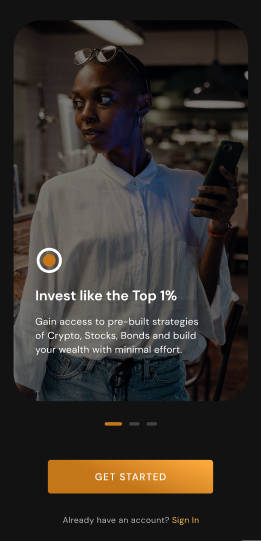 Invest like the Top 1%
Gain access to pre-built strategies
of Crypto, Stocks, Bonds and build
your wealth with minimal effort.
GET STARTED
Already have an account? Sign In